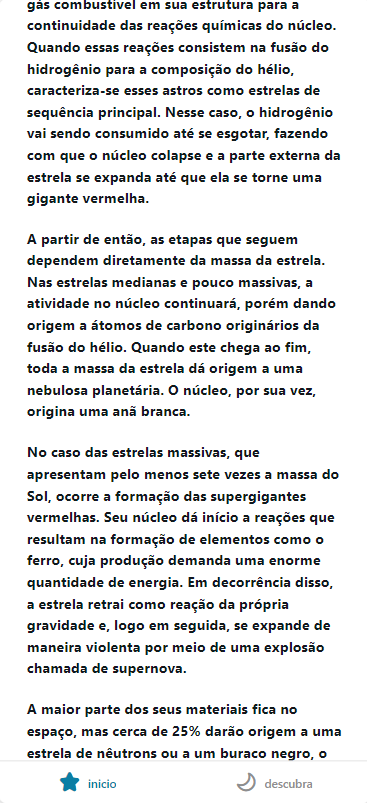 gás combustível em sua estrutura para a
continuidade das reações químicas do núcleo.
Quando essas reações consistem na fusão do
hidrogênio para a composição do hélio,
caracteriza-se esses astros como estrelas de
sequência principal. Nesse caso, o hidrogênio
vai sendo consumido até se esgotar, fazendo
com que o núcleo colapse e a parte externa da
estrela se expanda até que ela se torne uma
gigante vermelha.
A partir de então, as etapas que seguem
dependem diretamente da massa da estrela.
Nas estrelas medianas e pouco massivas, a
atividade no núcleo continuará, porém dando
origem a átomos de carbono originários da
fusão do hélio. Quando este chega ao fim,
toda a massa da estrela dá origem a uma
nebulosa planetária. O núcleo, por sua vez,
origina uma anã branca.
No caso das estrelas massivas, que
apresentam pelo menos sete vezes a massa do
Sol, ocorre a formação das supergigantes
vermelhas. Seu núcleo dá início a reações que
resultam na formação de elementos como o
ferro, cuja produção demanda uma enorme
quantidade de energia. Em decorrência disso,
a estrela retrai como reação da própria
gravidade e, logo em seguida, se expande de
maneira violenta por meio de uma explosão
chamada de supernova.
A maior parte dos seus materiais fica no
espaço, mas cerca de 25% darão origem a uma
estrela de nêutrons ou a um buraco negro, o
inicio
descubra